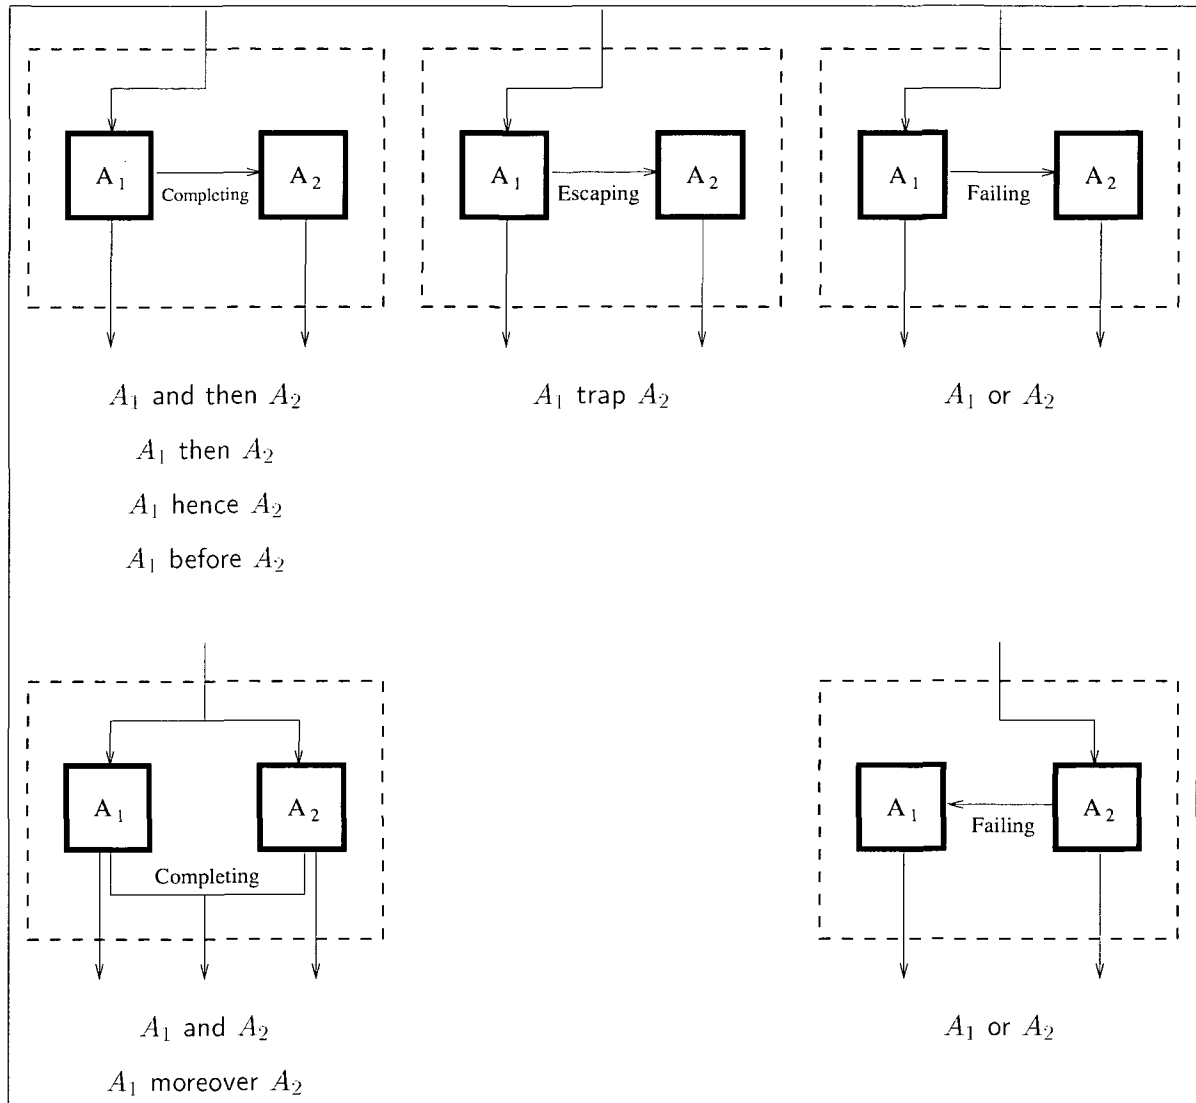 A₁ Completing A₂
A₁ Escaping A₂
A₁ Failing A₂
A₁ and then A₂
A₁ then A₂
A₁ hence A₂
A₁ before A₂
A₁ trap A₂
A₁ or A₂
A₁ A₂
Completing
A₁ Failing A₂
A₁ and A₂
A₁ moreover A₂
A₁ or A₂